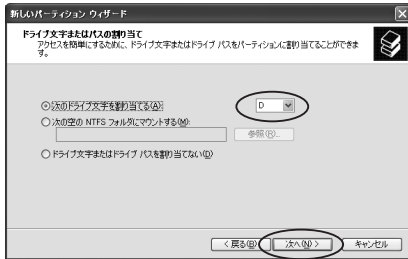 新しいパーティション ウィザード
ドライブ文字またはパスの割り当て
アクセスを簡単にするために、ドライブ文字またはドライブ パスをパーティションに割り当てることができま
す。
次のドライブ文字を割り当てる(A):
D
次の空の NTFS フォルダにマウントする(M):
参照(R)...
ドライブ文字またはドライブ パスを割り当てない(D)
< 戻る(B)
次へ(N) >
キャンセル